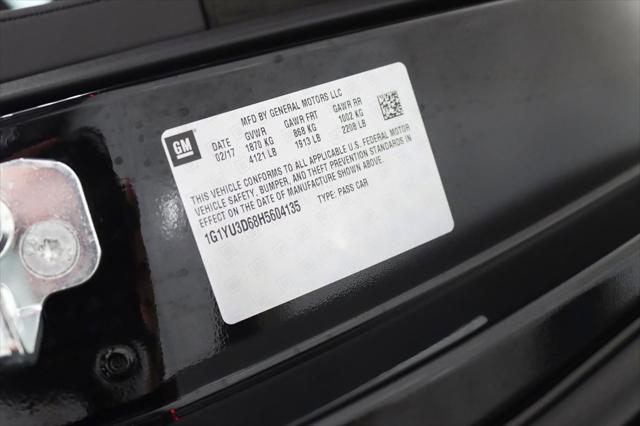 GM
MFD BY GENERAL MOTORS LLC
DATE GVWR GAWR FRT GAWR RR
02/17 1870 KG 868 KG 1002 KG
4121 LB 1913 LB 2208 LB
THIS VEHICLE CONFORMS TO ALL APPLICABLE U.S. FEDERAL MOTOR
VEHICLE SAFETY, BUMPER, AND THEFT PREVENTION STANDARDS IN
EFFECT ON THE DATE OF MANUFACTURE SHOWN ABOVE.
1G1YU3D68H5604135 TYPE: PASS CAR